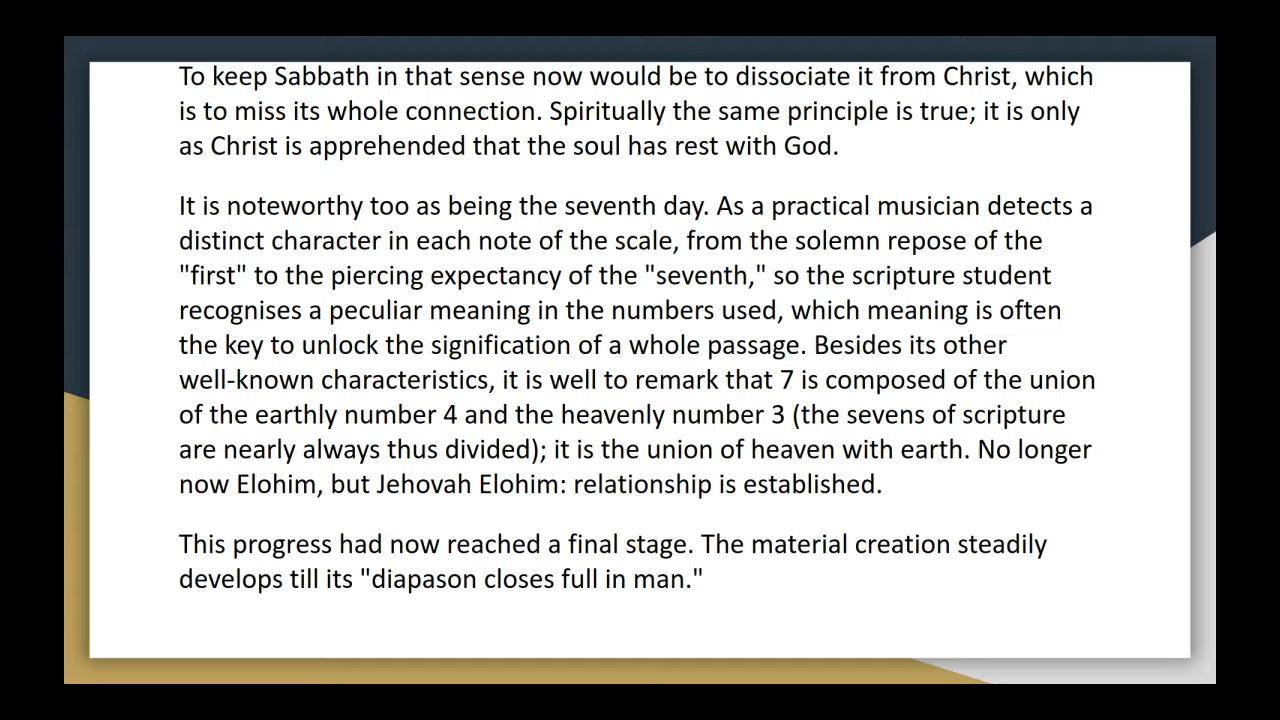 To keep Sabbath in that sense now would be to dissociate it from Christ, which
is to miss its whole connection. Spiritually the same principle is true; it is only
as Christ is apprehended that the soul has rest with God.
It is noteworthy too as being the seventh day. As a practical musician detects a
distinct character in each note of the scale, from the solemn repose of the
"first" to the piercing expectancy of the "seventh," so the scripture student
recognises a peculiar meaning in the numbers used, which meaning is often
the key to unlock the signification of a whole passage. Besides its other
well-known characteristics, it is well to remark that 7 is composed of the union
of the earthly number 4 and the heavenly number 3 (the sevens of scripture
are nearly always thus divided); it is the union of heaven with earth. No longer
now Elohim, but Jehovah Elohim: relationship is established.
This progress had now reached a final stage. The material creation steadily
develops till its "diapason closes full in man."